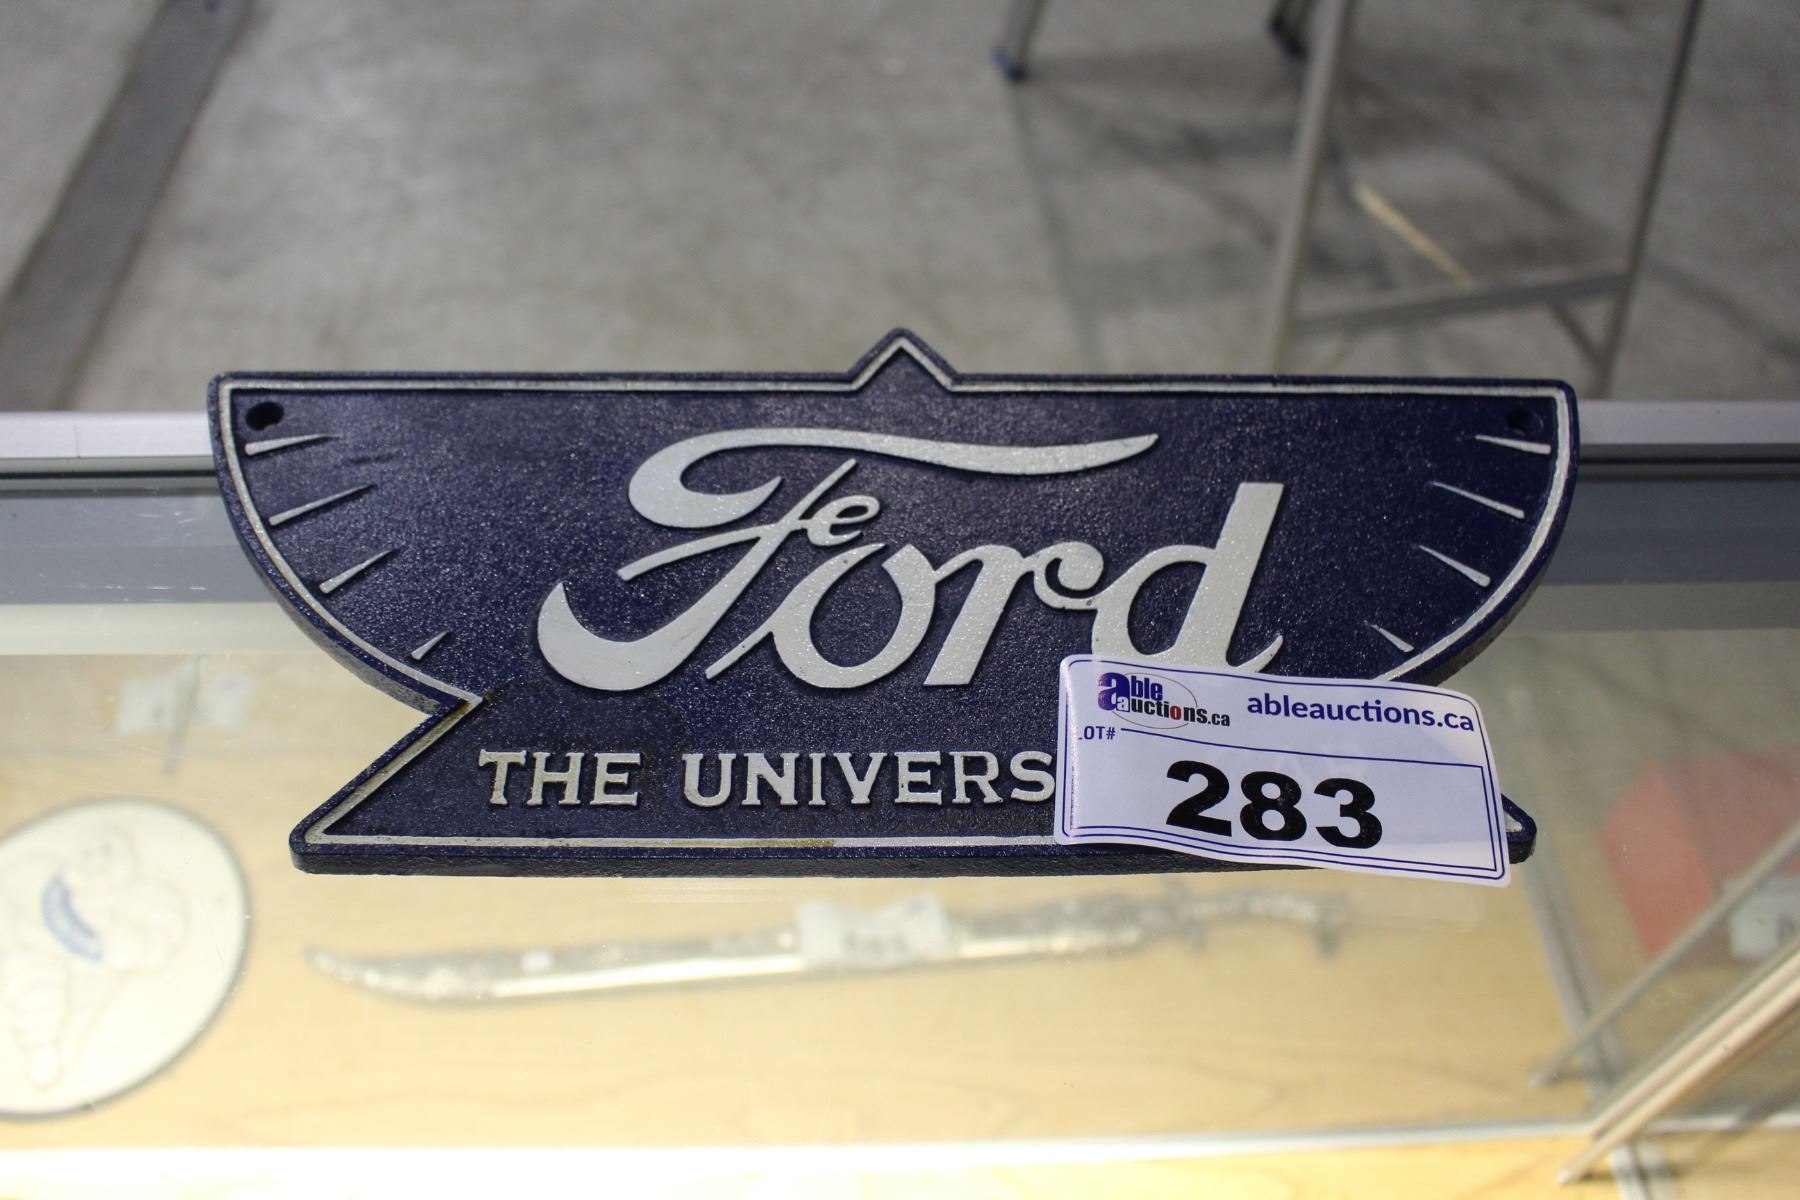 Ford
THE UNIVERS
able auctions.ca
ableauctions.ca
LOT#
283